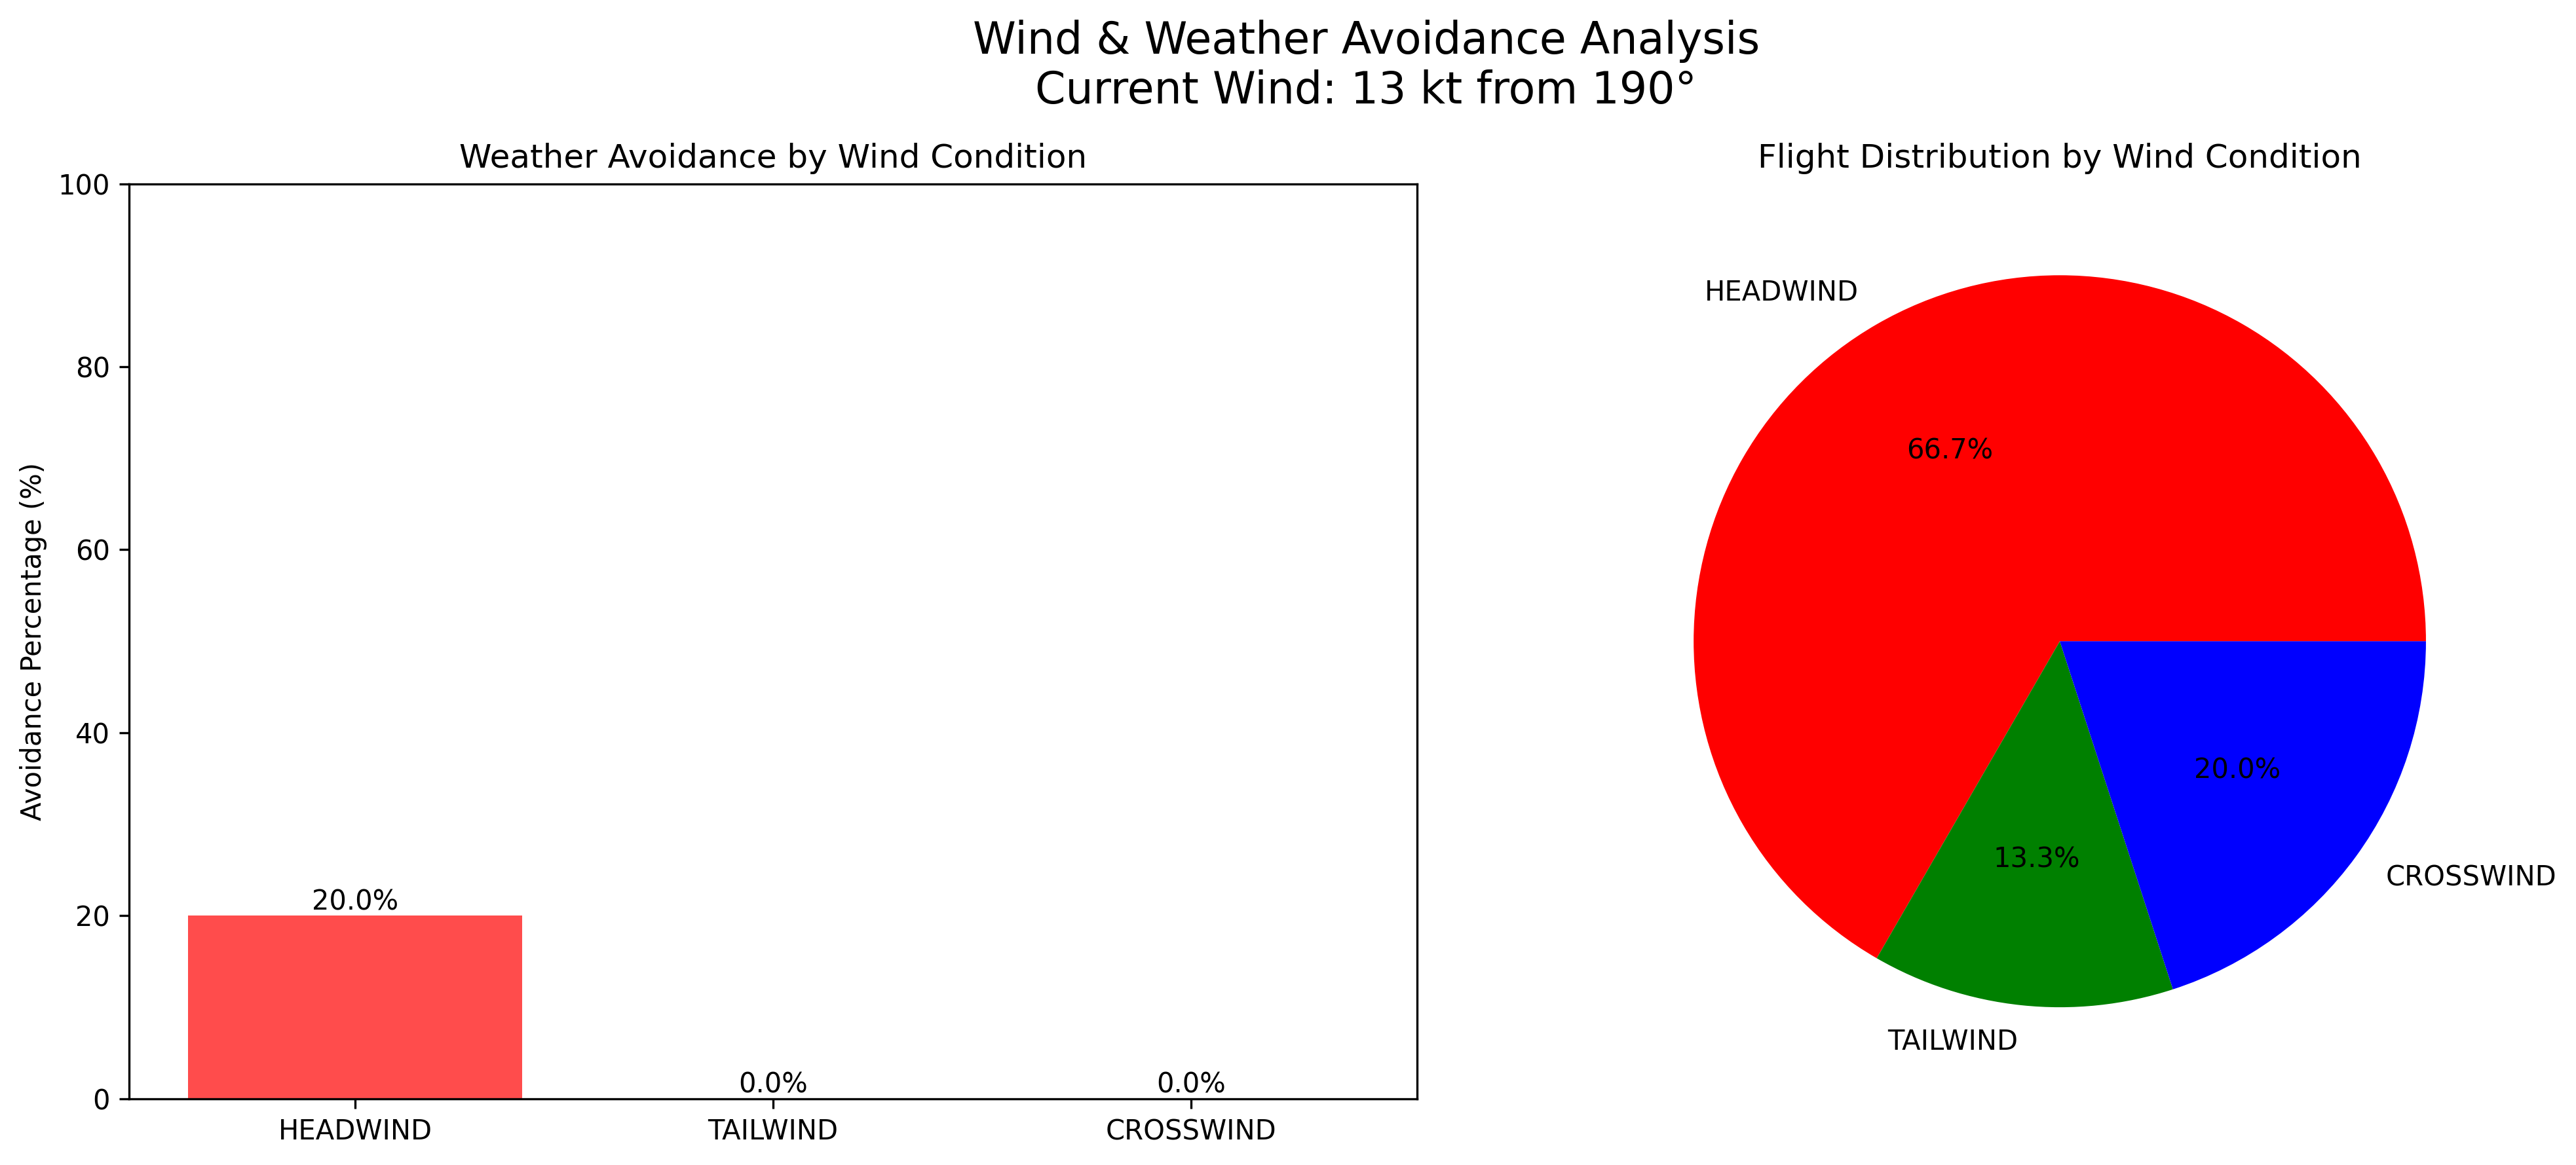 Wind & Weather Avoidance Analysis
Current Wind: 13 kt from 190°
Weather Avoidance by Wind Condition
100
80
60
40
20
0
Avoidance Percentage (%)
20.0%
0.0%
0.0%
HEADWIND
TAILWIND
CROSSWIND
Flight Distribution by Wind Condition
HEADWIND
66.7%
20.0%
13.3%
CROSSWIND
TAILWIND